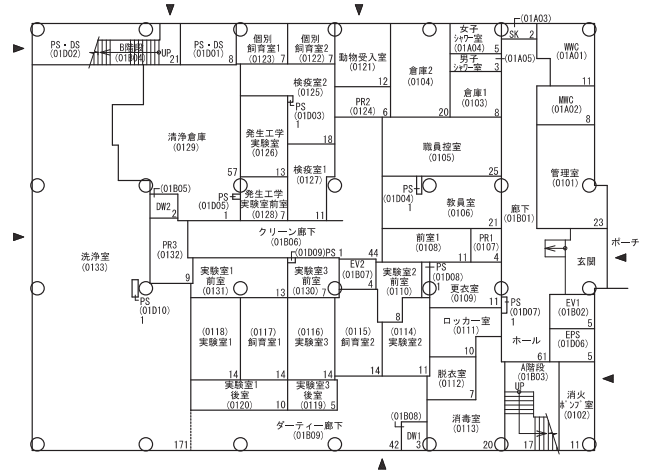 (01A03)
PS・DS
(01D02)
B階段
(01B04)
UP
21
PS・DS
(01D01)
8
個別
飼育室1
(0123)
7
個別
飼育室2
(0122)
7
動物受入室
(0121)
12
倉庫2
(0104)
20
女子
シャワー室
(01A04)
5
男子
シャワー室
3
SK
2
(01A05)
WWC
(01A01)
11
検疫室2
(0125)
18
PS
(01D03)
1
PR2
(0124)
6
倉庫1
(0103)
8
MWC
(01A02)
8
清浄倉庫
(0129)
57
発生工学
実験室
(0126)
13
職員控室
(0105)
25
検疫室1
(0127)
11
管理室
(0101)
23
(01B05)
DW2
2
PS
(01D05)
1
発生工学
実験室前室
(0128)
7
PS
(01D04)
1
教員室
(0106)
21
廊下
(01B01)
クリーン廊下
(01B06)
44
前室1
(0108)
11
PR1
(0107)
4
ポーチ
玄関
洗浄室
(0133)
171
PR3
(0132)
9
(01D09)PS
1
実験室1
前室
(0131)
13
実験室3
前室
(0130)
7
EV2
(01B07)
4
実験室2
前室
(0110)
8
PS
(01D08)
1
更衣室
(0109)
11
PS
(01D10)
1
PS
(01D07)
1
EV1
(01B02)
5
(0118)
実験室1
14
(0117)
飼育室1
14
(0116)
実験室3
14
(0115)
飼育室2
14
(0114)
実験室2
11
ロッカー室
(0111)
10
ホール
61
EPS
(01D06)
5
実験室1
後室
(0120)
10
実験室3
後室
(0119)
5
脱衣室
(0112)
7
A階段
(01B03)
UP
17
消火
ポンプ室
(0102)
11
ダーティー廊下
(01B09)
42
(01B08)
DW1
3
消毒室
(0113)
20